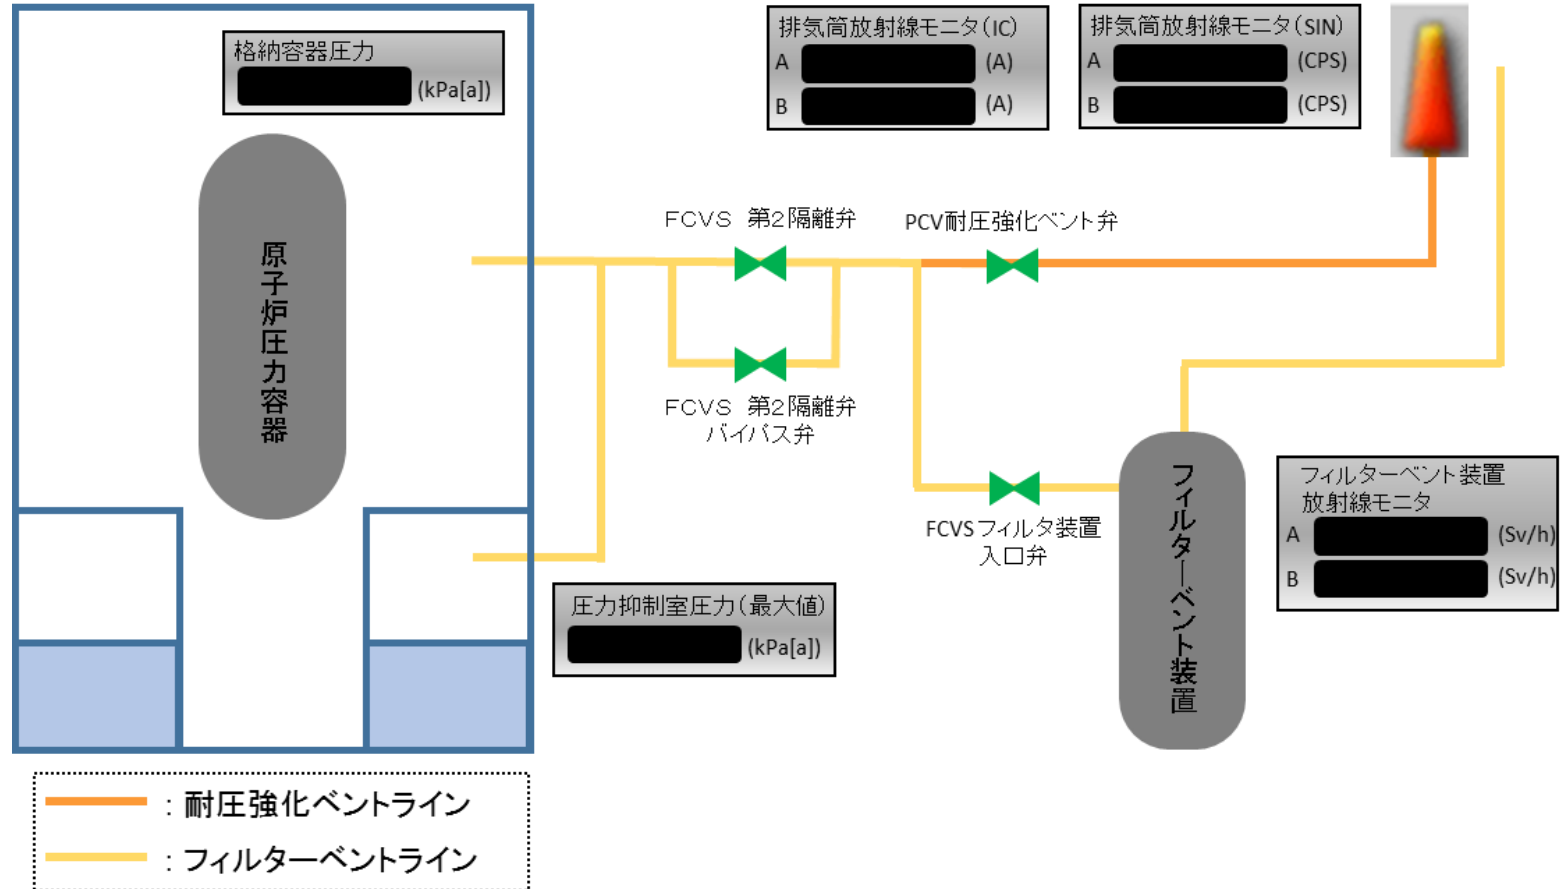 格納容器圧力
(kPa[a])
排気筒放射線モニタ(IC)
A (A)
B (A)
排気筒放射線モニタ(SIN)
A (CPS)
B (CPS)
原子炉圧力容器
FCVS 第2隔離弁
PCV耐圧強化ベント弁
FCVS 第2隔離弁
バイパス弁
FCVSフィルタ装置
入口弁
フィルターベント装置
フィルターベント装置
放射線モニタ
A (Sv/h)
B (Sv/h)
圧力抑制室圧力(最大値)
(kPa[a])
:耐圧強化ベントライン
:フィルターベントライン